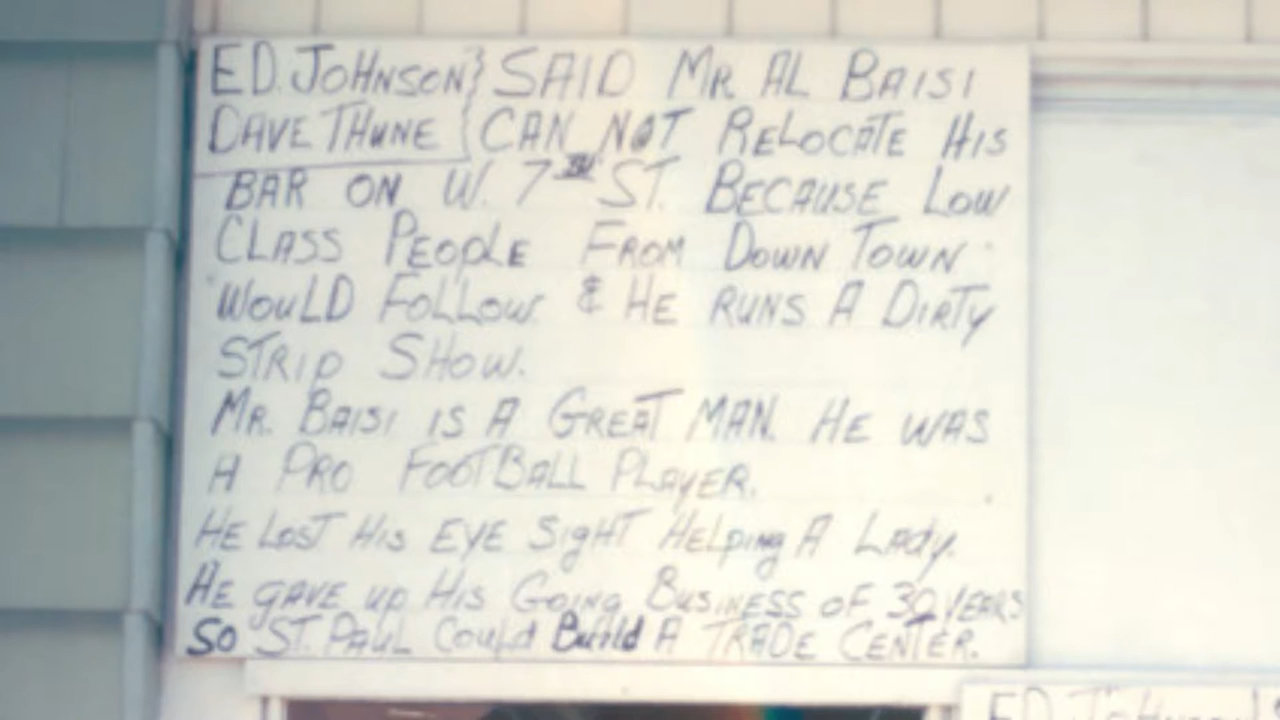 ED. JOHNSON} SAID MR AL BAISI
DAVE THUNE { CAN NOT RELOCATE HIS
BAR ON W. 7TH ST. BECAUSE LOW
CLASS PEOPLE FROM DOWN TOWN
WOULD FOLLOW. & HE RUNS A DIRTY
STRIP SHOW.
MR. BAISI IS A GREAT MAN. HE WAS
A PRO FOOTBALL PLAYER.
HE LOST HIS EYE SIGHT HELPING A LADY.
HE GAVE UP HIS GOING BUSINESS OF 30 YEARS
SO ST. PAUL COULD BUILD A TRADE CENTER.
ED. JOHNSON